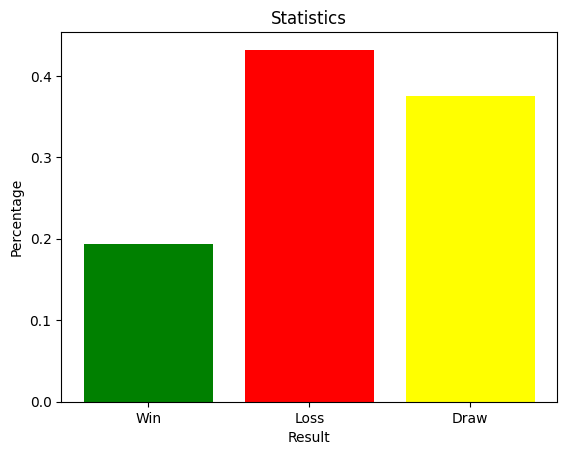 Statistics
Percentage
0.4
0.3
0.2
0.1
0.0
Win Loss Draw
Result